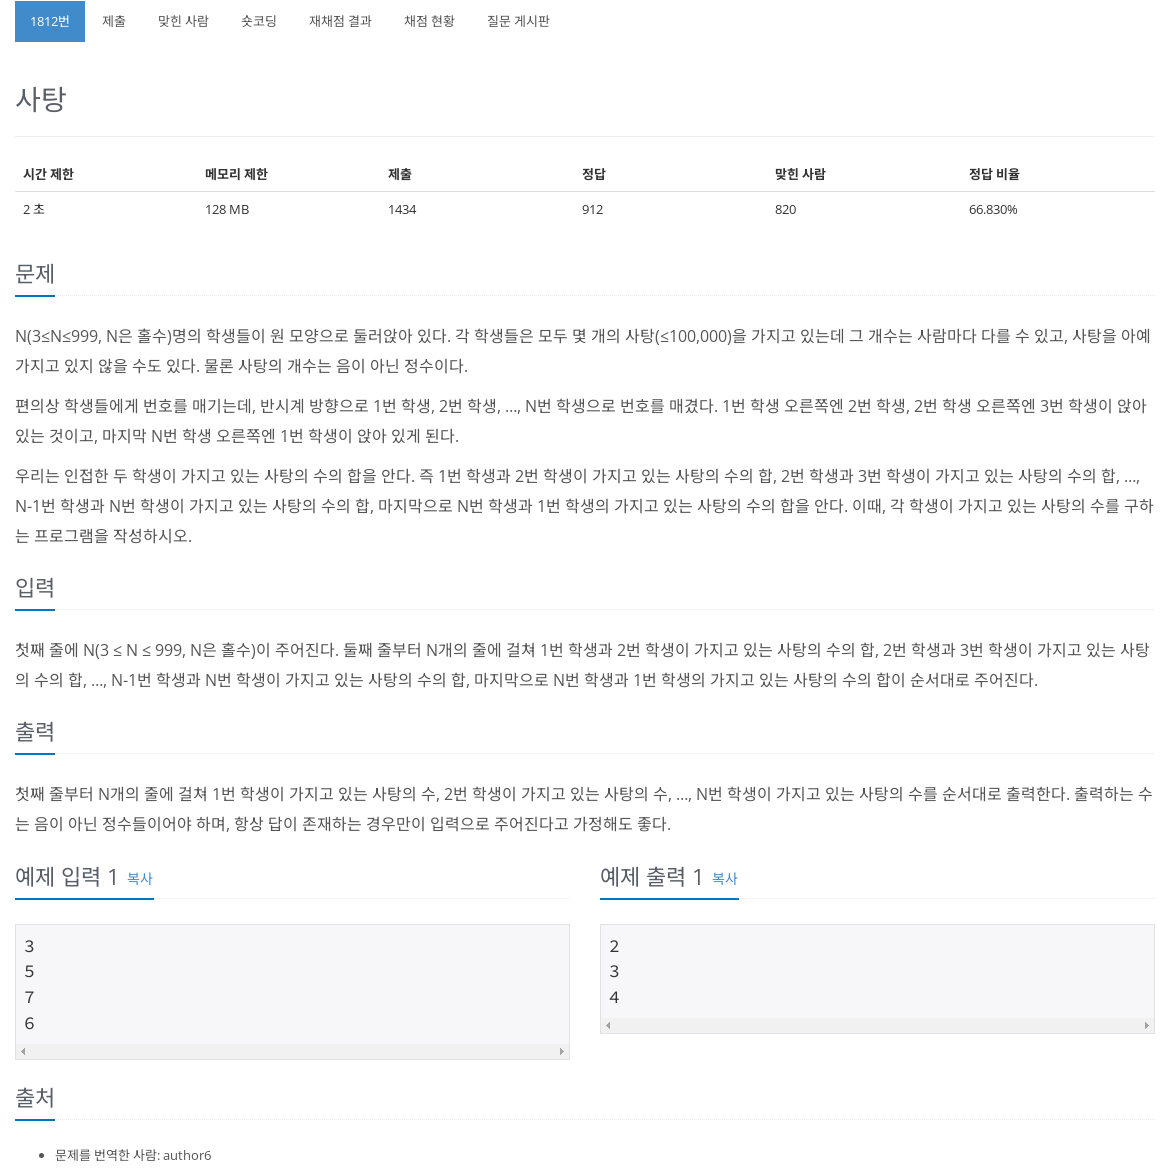 1812번 제출 맞힌 사람 숏코딩 재채점 결과 채점 현황 질문 게시판
사탕
시간 제한 메모리 제한 제출 정답 맞힌 사람 정답 비율
2 초 128 MB 1434 912 820 66.830%
문제
N(3≤N≤999, N은 홀수)명의 학생들이 원 모양으로 둘러앉아 있다. 각 학생들은 모두 몇 개의 사탕(≤100,000)을 가지고 있는데 그 개수는 사람마다 다를 수 있고, 사탕을 아예
가지고 있지 않을 수도 있다. 물론 사탕의 개수는 음이 아닌 정수이다.
편의상 학생들에게 번호를 매기는데, 반시계 방향으로 1번 학생, 2번 학생, …, N번 학생으로 번호를 매겼다. 1번 학생 오른쪽엔 2번 학생, 2번 학생 오른쪽엔 3번 학생이 앉아
있는 것이고, 마지막 N번 학생 오른쪽엔 1번 학생이 앉아 있게 된다.
우리는 인접한 두 학생이 가지고 있는 사탕의 수의 합을 안다. 즉 1번 학생과 2번 학생이 가지고 있는 사탕의 수의 합, 2번 학생과 3번 학생이 가지고 있는 사탕의 수의 합, …,
N-1번 학생과 N번 학생이 가지고 있는 사탕의 수의 합, 마지막으로 N번 학생과 1번 학생의 가지고 있는 사탕의 수의 합을 안다. 이때, 각 학생이 가지고 있는 사탕의 수를 구하
는 프로그램을 작성하시오.
입력
첫째 줄에 N(3 ≤ N ≤ 999, N은 홀수)이 주어진다. 둘째 줄부터 N개의 줄에 걸쳐 1번 학생과 2번 학생이 가지고 있는 사탕의 수의 합, 2번 학생과 3번 학생이 가지고 있는 사탕
의 수의 합, …, N-1번 학생과 N번 학생이 가지고 있는 사탕의 수의 합, 마지막으로 N번 학생과 1번 학생의 가지고 있는 사탕의 수의 합이 순서대로 주어진다.
출력
첫째 줄부터 N개의 줄에 걸쳐 1번 학생이 가지고 있는 사탕의 수, 2번 학생이 가지고 있는 사탕의 수, …, N번 학생이 가지고 있는 사탕의 수를 순서대로 출력한다. 출력하는 수
는 음이 아닌 정수들이어야 하며, 항상 답이 존재하는 경우만이 입력으로 주어진다고 가정해도 좋다.
예제 입력 1 복사
3
5
7
6
예제 출력 1 복사
2
3
4
출처
문제를 번역한 사람: author6